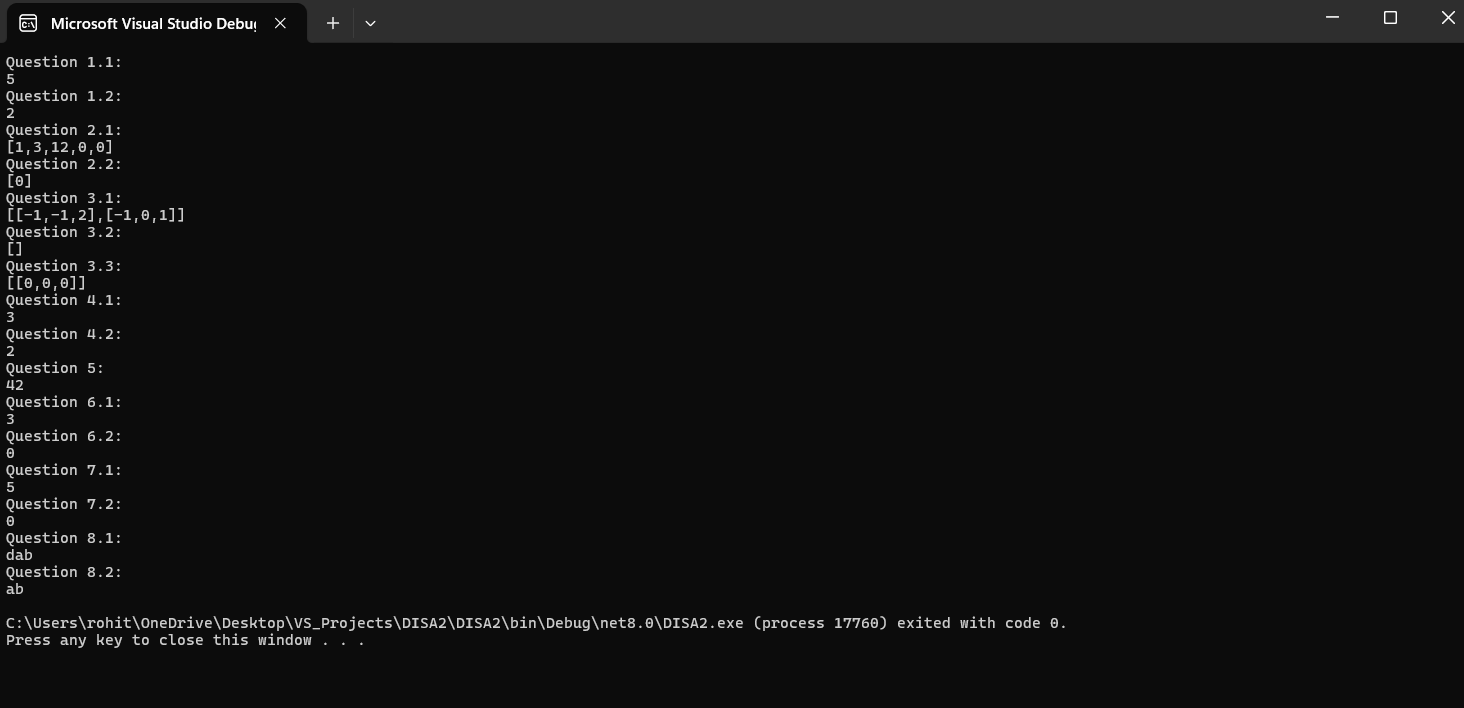 Microsoft Visual Studio Debug
Question 1.1:
5
Question 1.2:
2
Question 2.1:
[1,3,12,0,0]
Question 2.2:
[0]
Question 3.1:
[[-1,-1,2],[-1,0,1]]
Question 3.2:
[]
Question 3.3:
[[0,0,0]]
Question 4.1:
3
Question 4.2:
2
Question 5:
42
Question 6.1:
3
Question 6.2:
0
Question 7.1:
5
Question 7.2:
0
Question 8.1:
dab
Question 8.2:
ab
C:\Users\rohit\OneDrive\Desktop\VS_Projects\DISA2\DISA2\bin\Debug\net8.0\DISA2.exe (process 17760) exited with code 0.
Press any key to close this window . . .